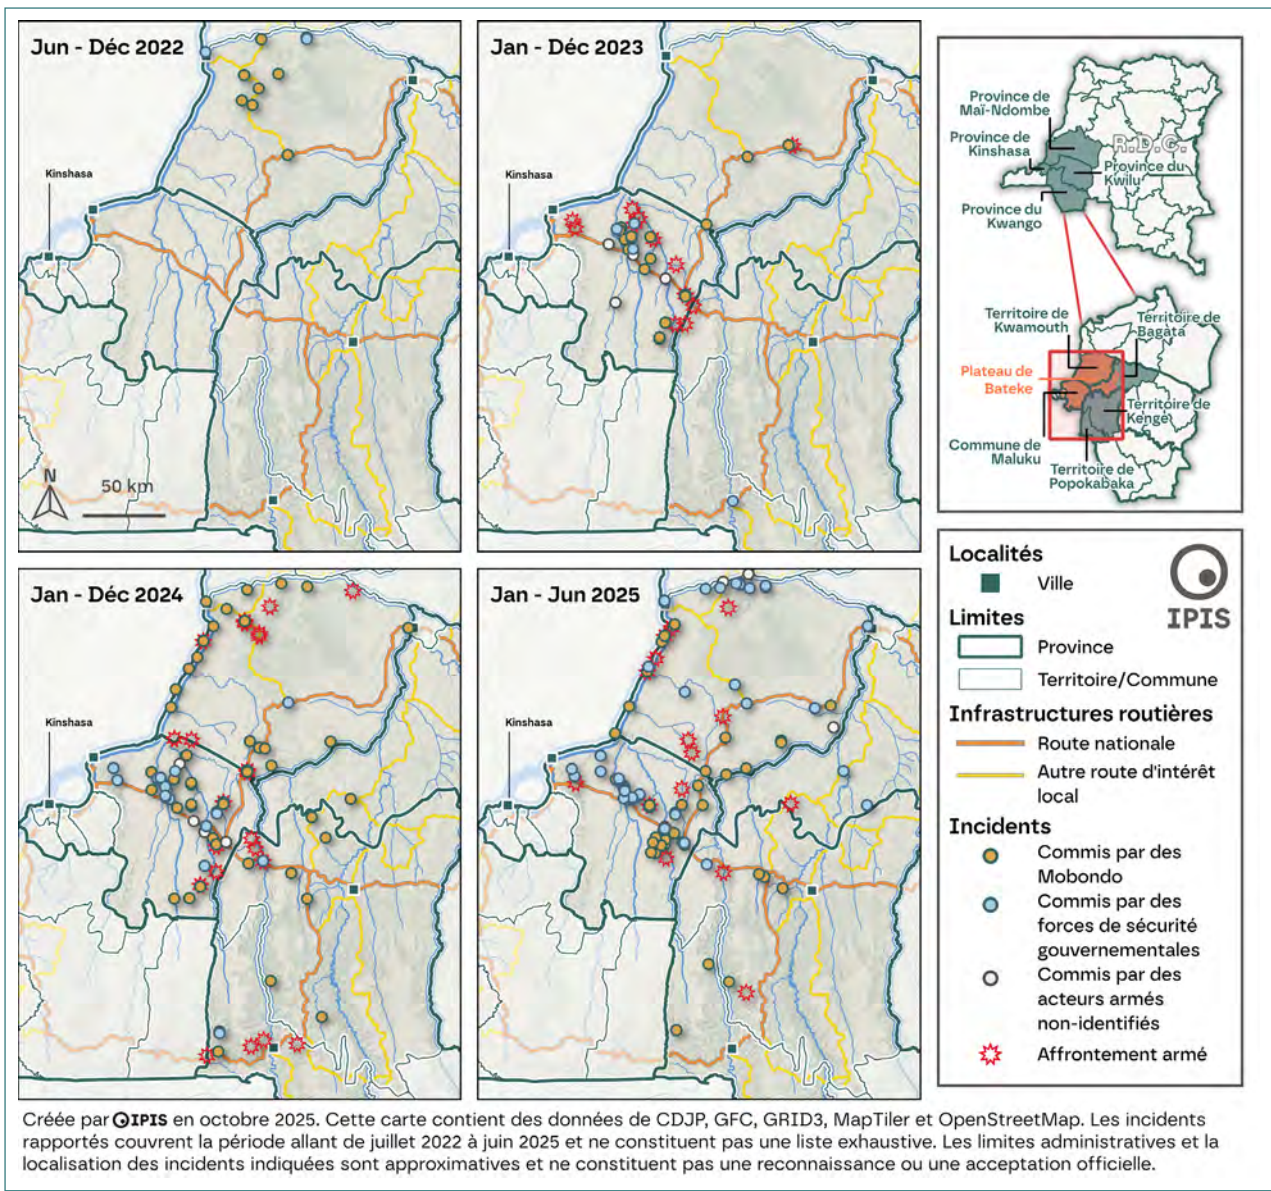 Jun - Déc 2022
Kinshasa
N
50 km
Jan - Déc 2023
Kinshasa
Jan - Déc 2024
Kinshasa
Jan - Jun 2025
Kinshasa
Province de
Maï-Ndombe
Province de
Kinshasa
R.D.C.
Province du
Kwilu
Province du
Kwango
Territoire de
Kwamouth
Territoire de
Bagata
Plateau de
Bateke
Territoire de
Kenge
Commune de
Maluku
Territoire de
Popokabaka
Localités
Ville
IPIS
Limites
Province
Territoire/Commune
Infrastructures routières
Route nationale
Autre route d'intérêt
local
Incidents
Commis par des
Mobondo
Commis par des
forces de sécurité
gouvernementales
Commis par des
acteurs armés
non-identifiés
Affrontement armé
Créée par IPIS en octobre 2025. Cette carte contient des données de CDJP, GFC, GRID3, MapTiler et OpenStreetMap. Les incidents
rapportés couvrent la période allant de juillet 2022 à juin 2025 et ne constituent pas une liste exhaustive. Les limites administratives et la
localisation des incidents indiquées sont approximatives et ne constituent pas une reconnaissance ou une acceptation officielle.